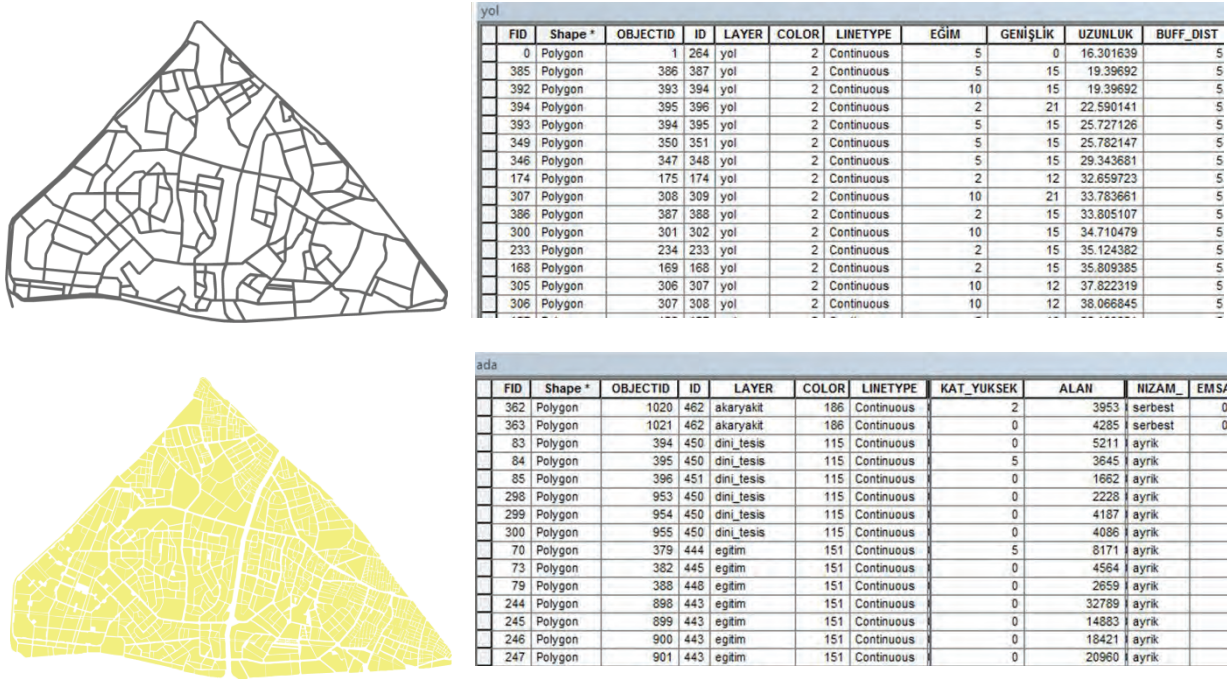 yol
FID Shape * OBJECTID ID LAYER COLOR LINETYPE EĞİM GENİŞLİK UZUNLUK BUFF_DIST
0 Polygon 1 264 yol 2 Continuous 5 0 16.301639 5
385 Polygon 386 387 yol 2 Continuous 5 15 19.39692 5
392 Polygon 393 394 yol 2 Continuous 10 15 19.39692 5
394 Polygon 395 396 yol 2 Continuous 2 21 22.590141 5
393 Polygon 394 395 yol 2 Continuous 5 15 25.727126 5
349 Polygon 350 351 yol 2 Continuous 5 15 25.782147 5
346 Polygon 347 348 yol 2 Continuous 5 15 29.343681 5
174 Polygon 175 174 yol 2 Continuous 2 12 32.659723 5
307 Polygon 308 309 yol 2 Continuous 10 21 33.783661 5
386 Polygon 387 388 yol 2 Continuous 2 15 33.805107 5
300 Polygon 301 302 yol 2 Continuous 10 15 34.710479 5
233 Polygon 234 233 yol 2 Continuous 2 15 35.124382 5
168 Polygon 169 168 yol 2 Continuous 2 15 35.809385 5
305 Polygon 306 307 yol 2 Continuous 10 12 37.822319 5
306 Polygon 307 308 yol 2 Continuous 10 12 38.066845 5
ada
FID Shape * OBJECTID ID LAYER COLOR LINETYPE KAT_YUKSEK ALAN NIZAM_ EMSA
362 Polygon 1020 462 akaryakit 186 Continuous 2 3953 serbest 0
363 Polygon 1021 462 akaryakit 186 Continuous 0 4285 serbest 0
83 Polygon 394 450 dini_tesis 115 Continuous 0 5211 ayrik
84 Polygon 395 450 dini_tesis 115 Continuous 5 3645 ayrik
85 Polygon 396 451 dini_tesis 115 Continuous 0 1662 ayrik
298 Polygon 953 450 dini_tesis 115 Continuous 0 2228 ayrik
299 Polygon 954 450 dini_tesis 115 Continuous 0 4187 ayrik
300 Polygon 955 450 dini_tesis 115 Continuous 0 4086 ayrik
70 Polygon 379 444 egitim 151 Continuous 5 8171 ayrik
73 Polygon 382 445 egitim 151 Continuous 0 4564 ayrik
79 Polygon 388 448 egitim 151 Continuous 0 2659 ayrik
244 Polygon 898 443 egitim 151 Continuous 0 32789 ayrik
245 Polygon 899 443 egitim 151 Continuous 0 14883 ayrik
246 Polygon 900 443 egitim 151 Continuous 0 18421 ayrik
247 Polygon 901 443 egitim 151 Continuous 0 20960 ayrik